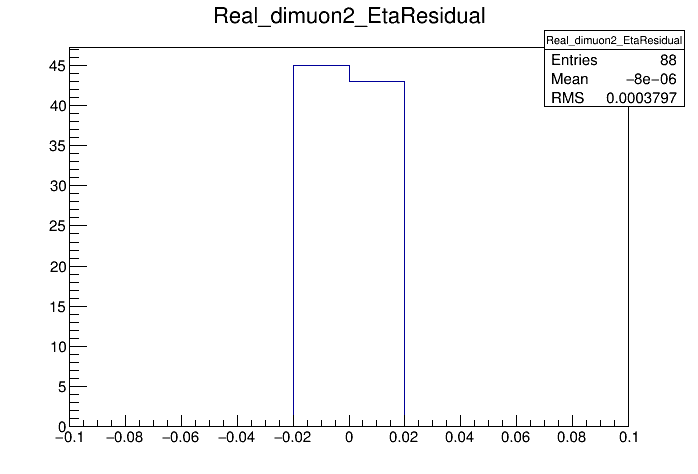 Real_dimuon2_EtaResidual
Real_dimuon2_EtaResidual
Entries 88
Mean −8e−06
RMS 0.0003797
45
40
35
30
25
20
15
10
5
0
−0.1 −0.08 −0.06 −0.04 −0.02 0 0.02 0.04 0.06 0.08 0.1